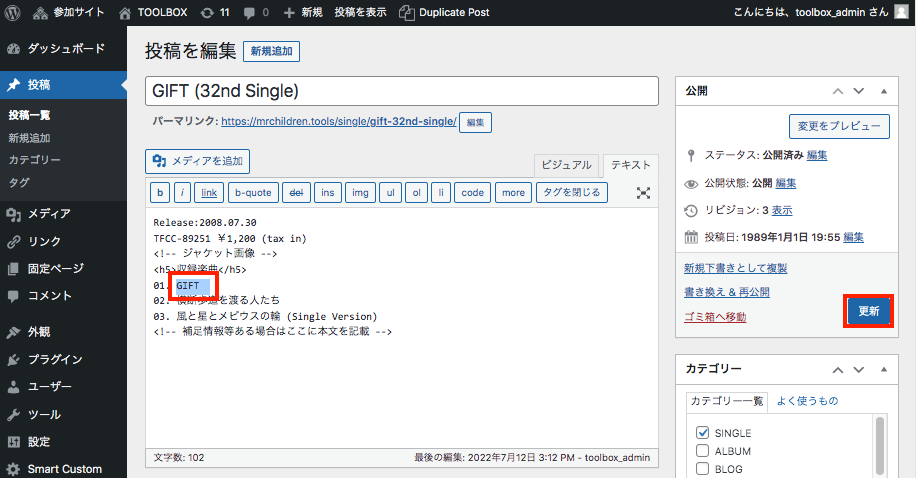 参加サイト TOOLBOX 11 0 新規 投稿を表示 Duplicate Post こんにちは、toolbox_admin さん
ダッシュボード
投稿
投稿一覧
新規追加
カテゴリー
タグ
メディア
リンク
固定ページ
コメント
外観
プラグイン
ユーザー
ツール
設定
Smart Custom
投稿を編集 新規追加
GIFT (32nd Single)
パーマリンク: https://mrchildren.tools/single/gift-32nd-single/ 編集
メディアを追加
ビジュアル テキスト
b i link b-quote del ins img ul ol li code more タグを閉じる
Release:2008.07.30
TFCC-89251 ¥1,200 (tax in)
<!-- ジャケット画像 -->
<h5>収録楽曲</h5>
01. GIFT
02. 横断歩道を渡る人たち
03. 風と星とメビウスの輪 (Single Version)
<!-- 補足情報等ある場合はここに本文を記載 -->
文字数: 102 最後の編集: 2022年7月12日 3:12 PM - toolbox_admin
公開
変更をプレビュー
ステータス: 公開済み 編集
公開状態: 公開 編集
リビジョン: 3 表示
投稿日: 1989年1月1日 19:55 編集
新規下書きとして複製
書き換え & 再公開
ゴミ箱へ移動 更新
カテゴリー
カテゴリー一覧 よく使うもの
SINGLE
ALBUM
BLOG